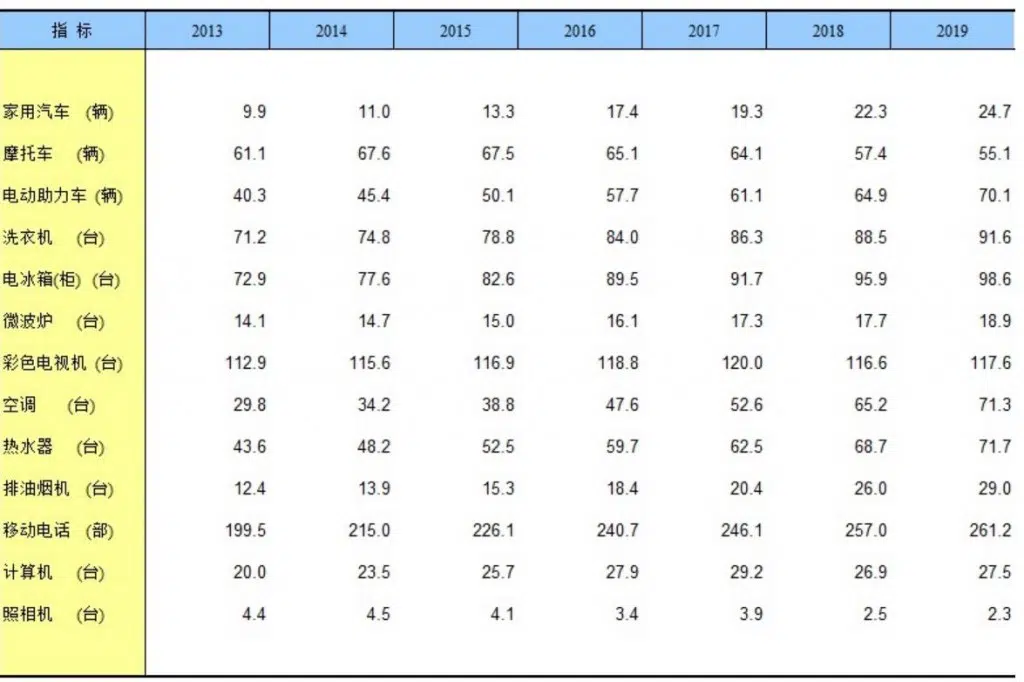 指 标 2013 2014 2015 2016 2017 2018 2019
家用汽车 (辆) 9.9 11.0 13.3 17.4 19.3 22.3 24.7
摩托车 (辆) 61.1 67.6 67.5 65.1 64.1 57.4 55.1
电动助力车 (辆) 40.3 45.4 50.1 57.7 61.1 64.9 70.1
洗衣机 (台) 71.2 74.8 78.8 84.0 86.3 88.5 91.6
电冰箱(柜) (台) 72.9 77.6 82.6 89.5 91.7 95.9 98.6
微波炉 (台) 14.1 14.7 15.0 16.1 17.3 17.7 18.9
彩色电视机 (台) 112.9 115.6 116.9 118.8 120.0 116.6 117.6
空调 (台) 29.8 34.2 38.8 47.6 52.6 65.2 71.3
热水器 (台) 43.6 48.2 52.5 59.7 62.5 68.7 71.7
排油烟机 (台) 12.4 13.9 15.3 18.4 20.4 26.0 29.0
移动电话 (部) 199.5 215.0 226.1 240.7 246.1 257.0 261.2
计算机 (台) 20.0 23.5 25.7 27.9 29.2 26.9 27.5
照相机 (台) 4.4 4.5 4.1 3.4 3.9 2.5 2.3